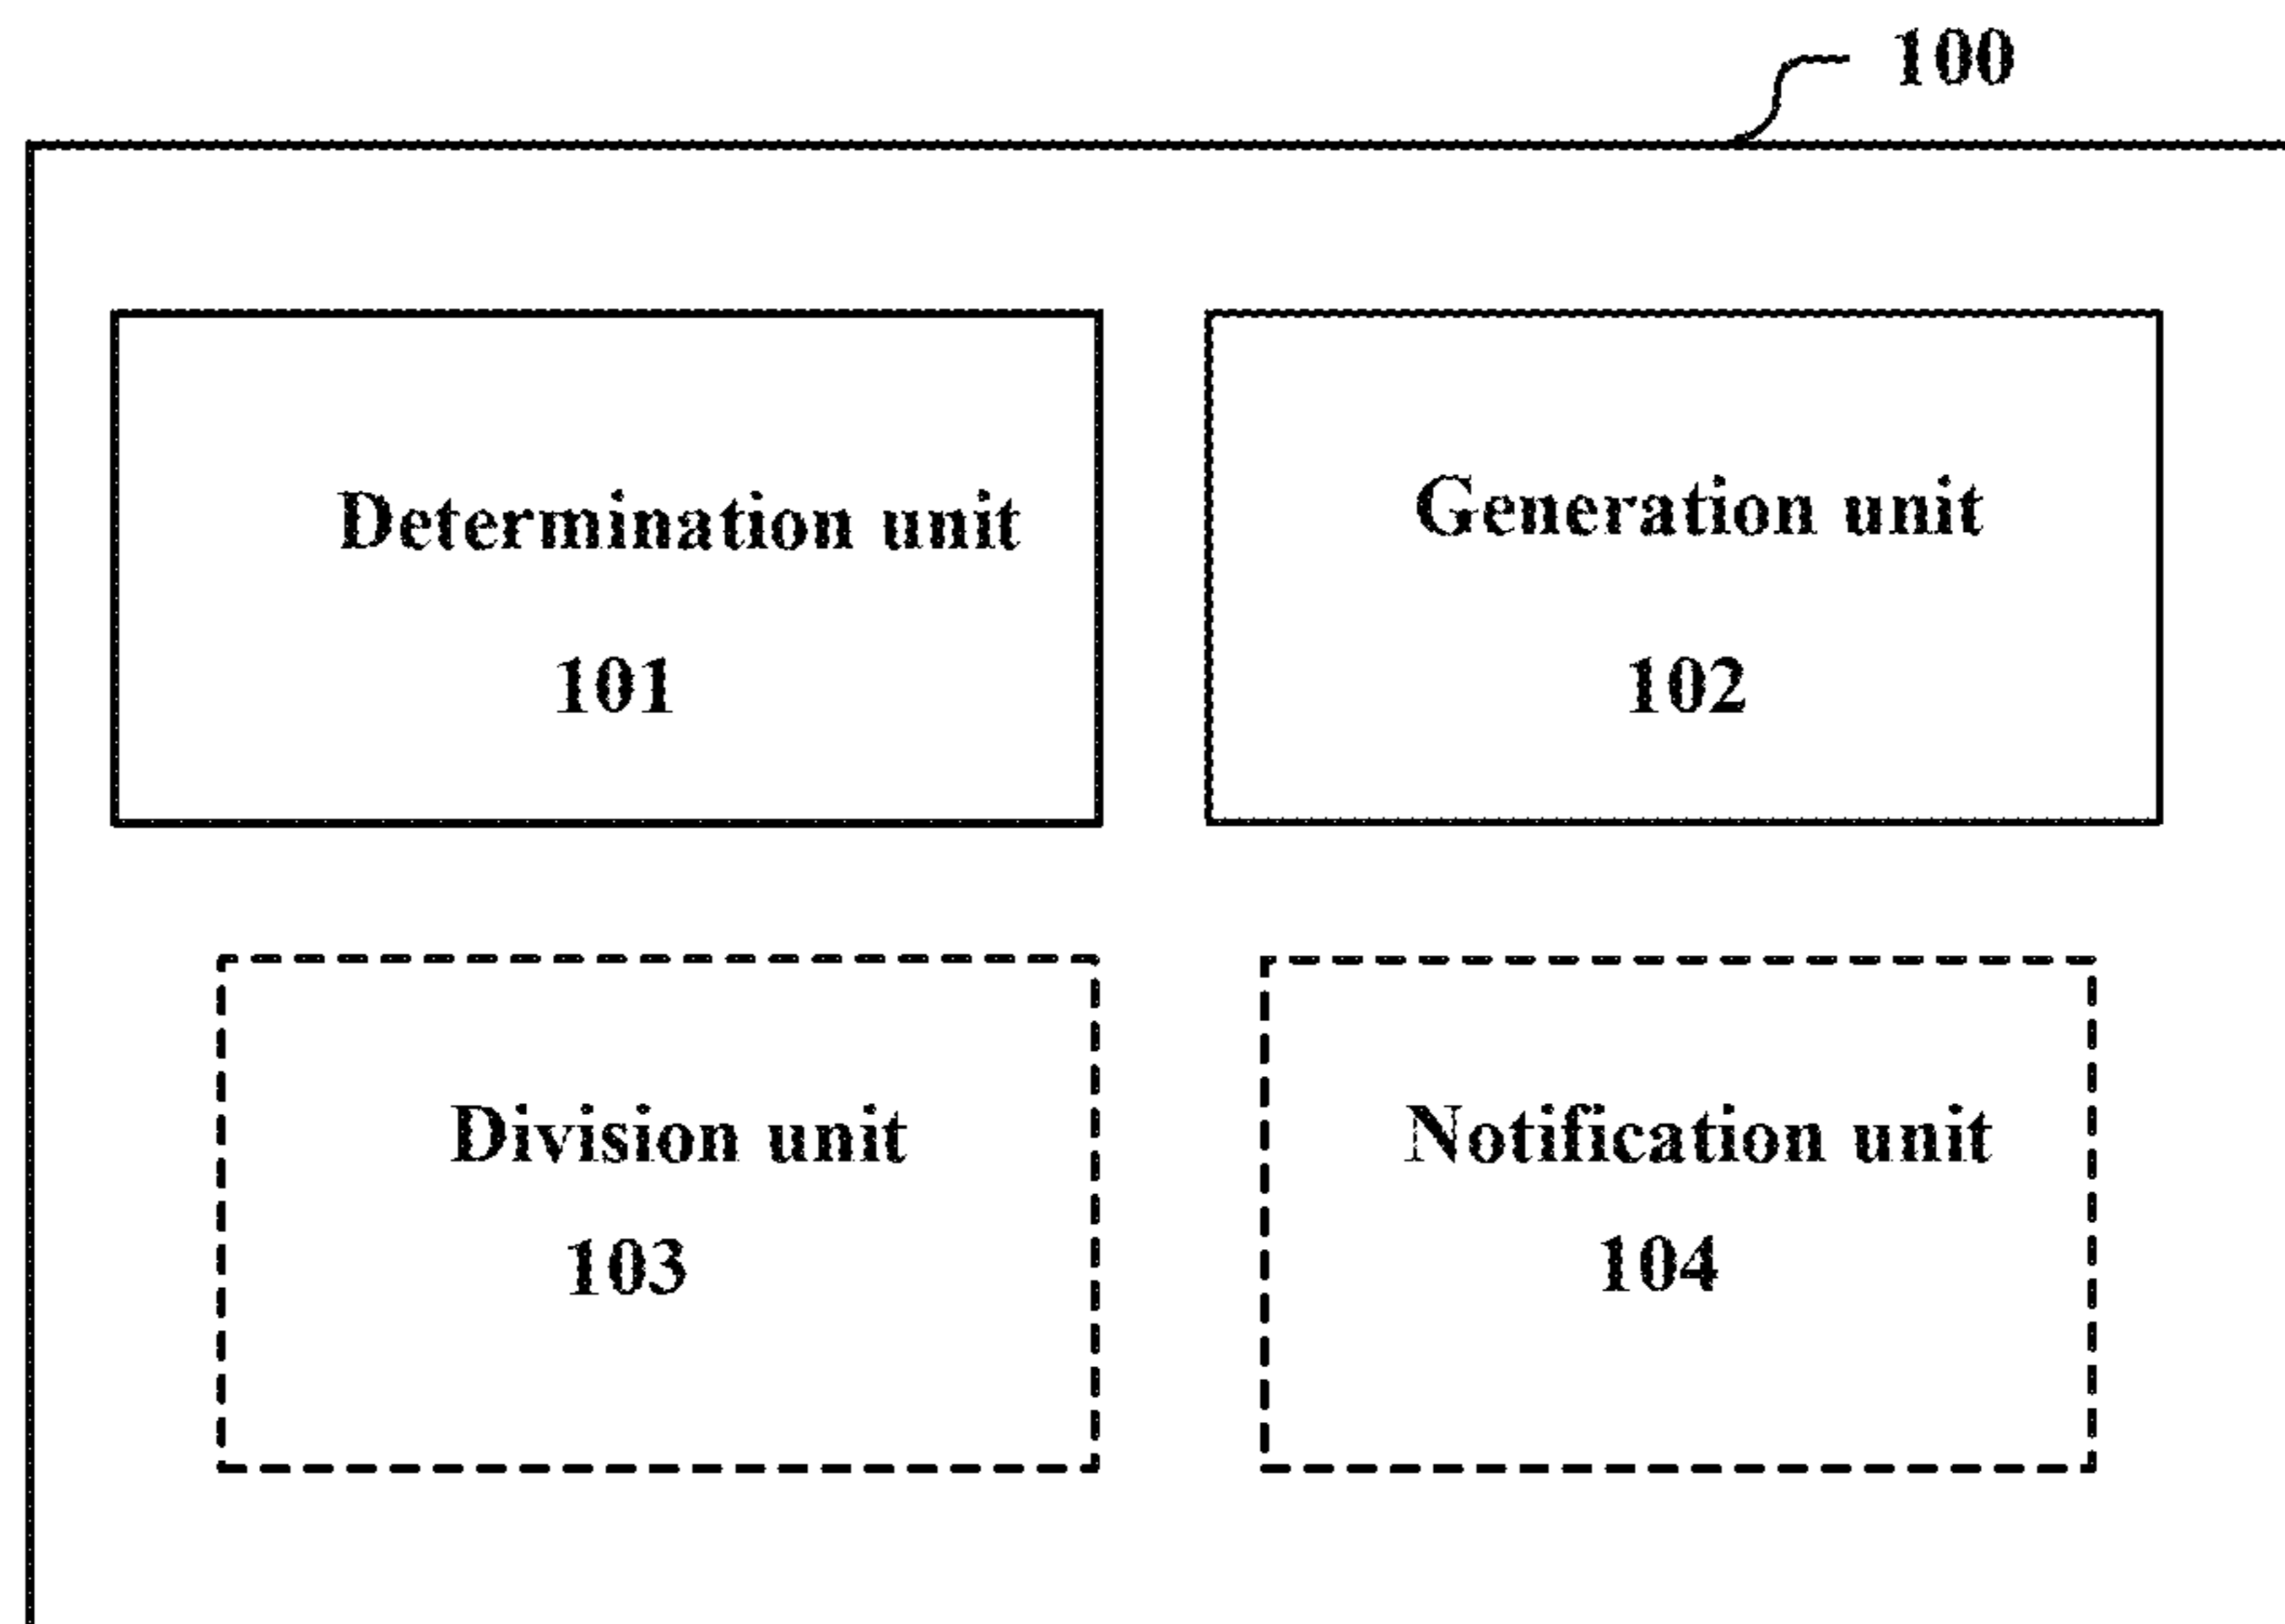 100
Determination unit
101
Generation unit
102
Division unit
103
Notification unit
104